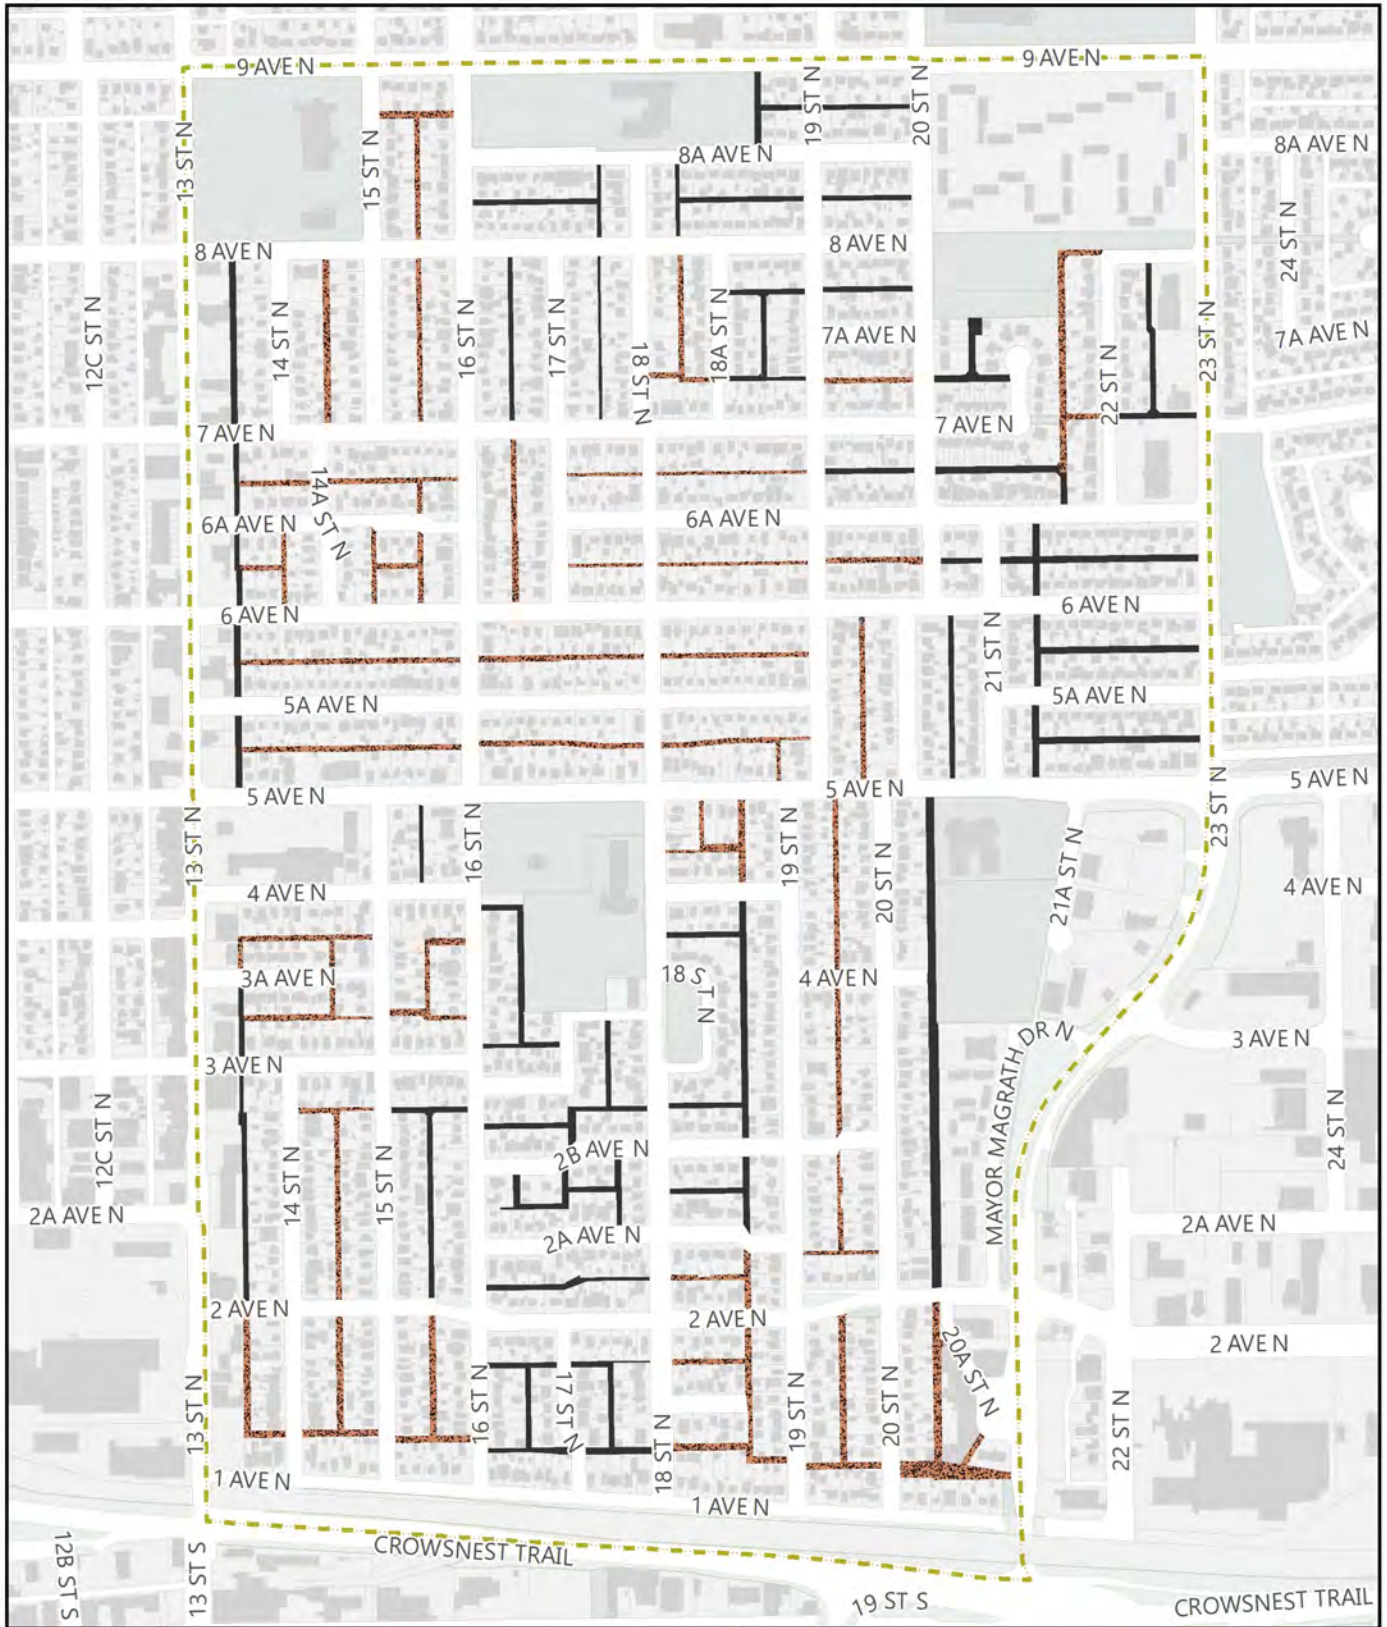 9 AVE N
9 AVE N
13 ST N
15 ST N
19 ST N
20 ST N
8A AVE N
8A AVE N
24 ST N
8 AVE N
8 AVE N
12C ST N
14 ST N
16 ST N
17 ST N
18 ST N
18A ST N
7A AVE N
22 ST N
23 ST N
7A AVE N
7 AVE N
7 AVE N
14A ST N
6A AVE N
6A AVE N
6 AVE N
6 AVE N
21 ST N
5A AVE N
5A AVE N
5 AVE N
5 AVE N
5 AVE N
13 ST N
16 ST N
19 ST N
20 ST N
21A ST N
23 ST N
4 AVE N
4 AVE N
3A AVE N
18 ST N
4 AVE N
3 AVE N
MAYOR MAGRATH DR N
3 AVE N
12C ST N
14 ST N
15 ST N
2B AVE N
24 ST N
2A AVE N
2A AVE N
2A AVE N
2 AVE N
2 AVE N
20A ST N
2 AVE N
13 ST N
16 ST N
17 ST N
18 ST N
19 ST N
20 ST N
22 ST N
1 AVE N
1 AVE N
12B ST S
13 ST S
CROWSNEST TRAIL
19 ST S
CROWSNEST TRAIL